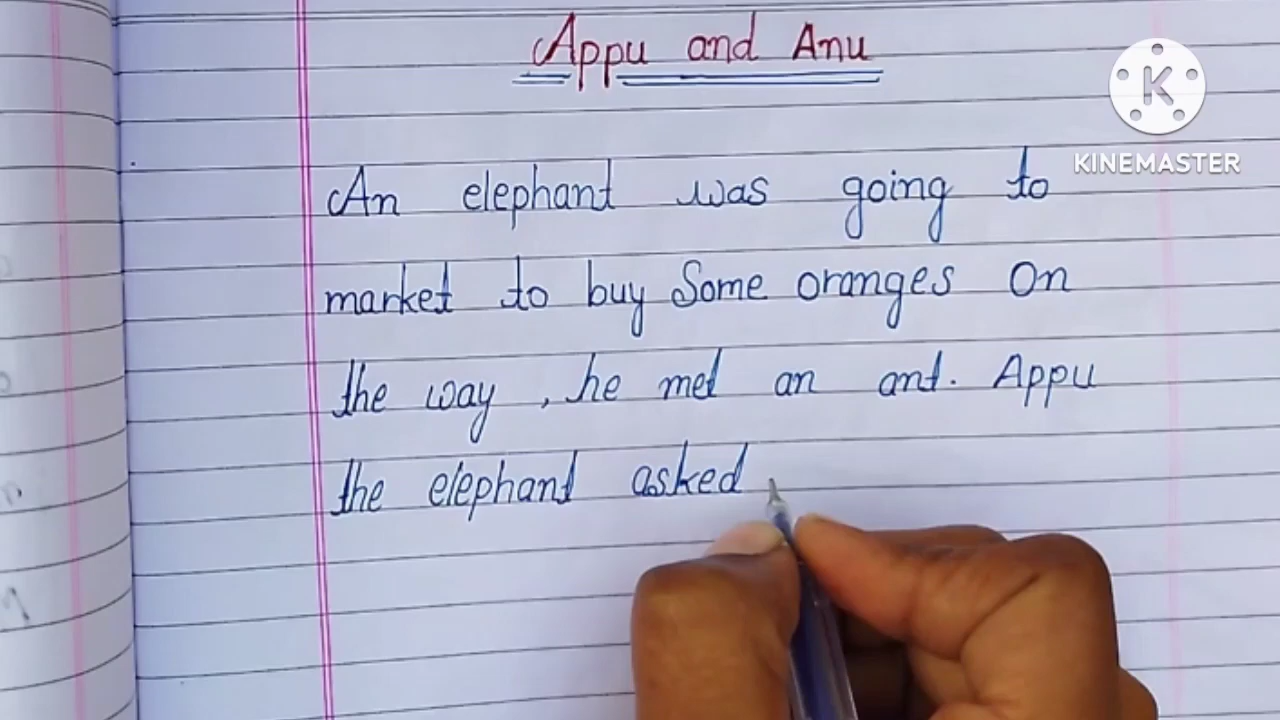 Appu and Anu
KINEMASTER
An elephant was going to
market to buy Some oranges On
the way , he met an ant. Appu
the elephant asked